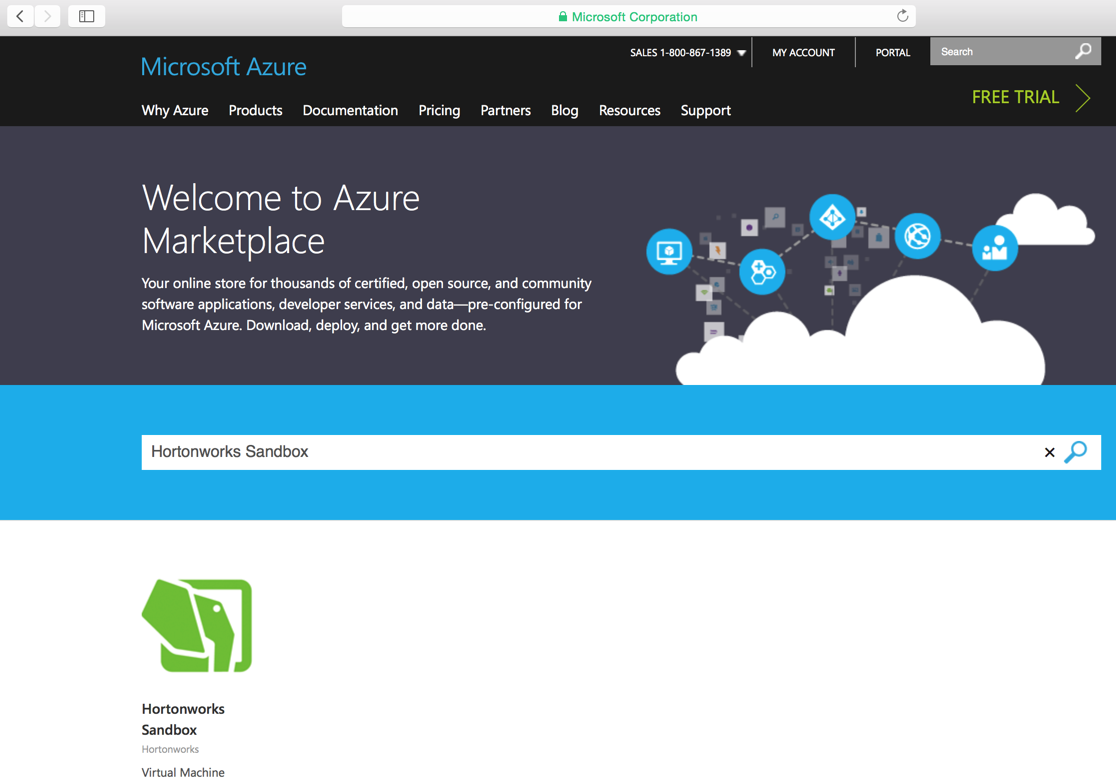 Microsoft Corporation
SALES 1-800-867-1389
MY ACCOUNT
PORTAL
Search
Microsoft Azure
FREE TRIAL
Why Azure Products Documentation Pricing Partners Blog Resources Support
Welcome to Azure
Marketplace
Your online store for thousands of certified, open source, and community
software applications, developer services, and data—pre-configured for
Microsoft Azure. Download, deploy, and get more done.
Hortonworks Sandbox
Hortonworks
Sandbox
Hortonworks
Virtual Machine